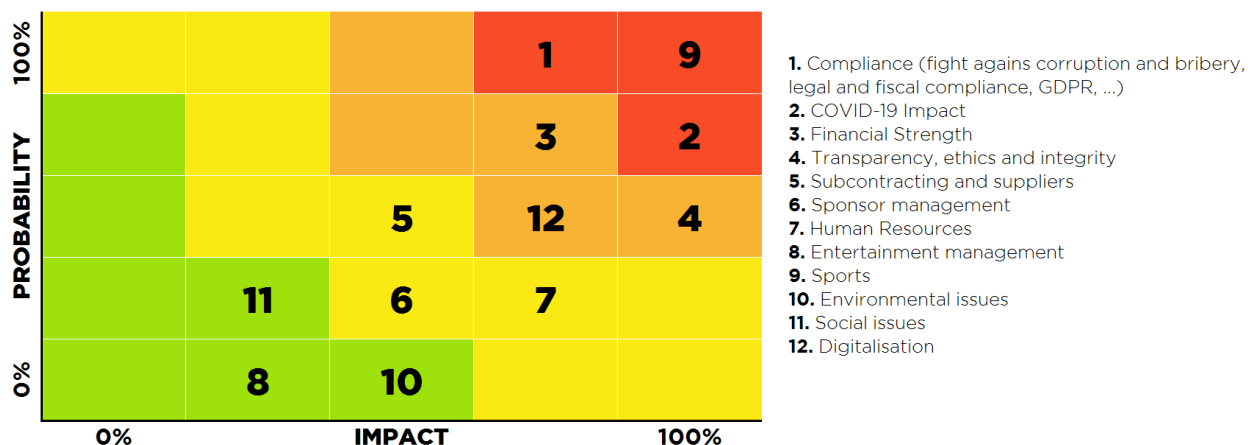 100%
PROBABILITY
0%
1
9
3
2
5
12
4
11
6
7
8
10
0%
IMPACT
100%
1. Compliance (fight agains corruption and bribery,
legal and fiscal compliance, GDPR, ...)
2. COVID-19 Impact
3. Financial Strength
4. Transparency, ethics and integrity
5. Subcontracting and suppliers
6. Sponsor management
7. Human Resources
8. Entertainment management
9. Sports
10. Environmental issues
11. Social issues
12. Digitalisation